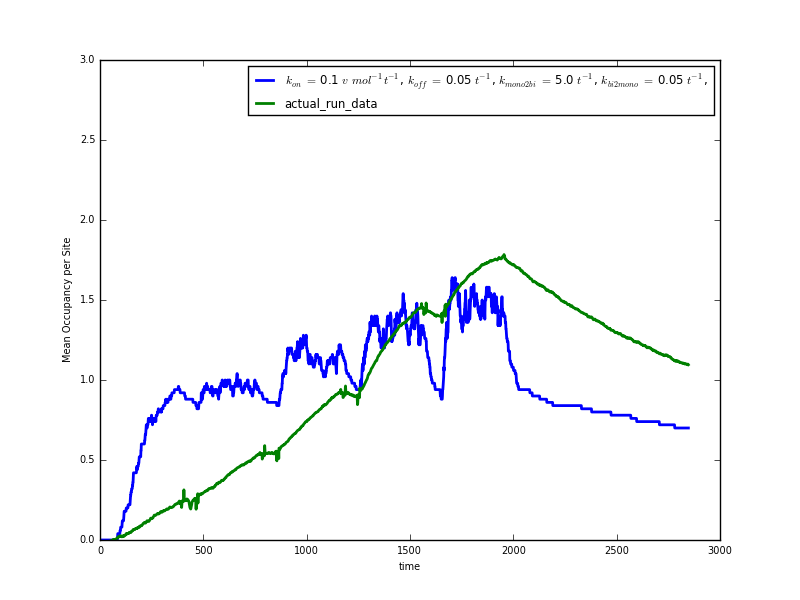 3.0
k_on = 0.1 v mol⁻¹t⁻¹, k_off = 0.05 t⁻¹, k_mono2bi = 5.0 t⁻¹, k_bi2mono = 0.05 t⁻¹,
actual_run_data
2.5
2.0
1.5
1.0
0.5
0.0
Mean Occupancy per Site
0 500 1000 1500 2000 2500 3000
time